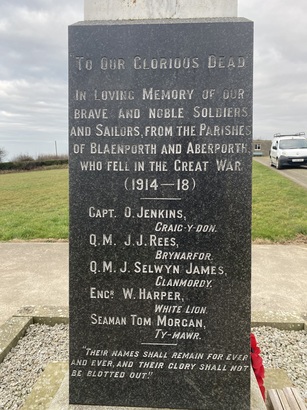 To Our Glorious Dead
In Loving Memory of our
brave and noble Soldiers
and Sailors, from the Parishes
of Blaenporth and Aberporth,
who fell in the Great War
(1914—18)
Capt. O. Jenkins,
Craig-y-don.
Q.M. J.J. Rees,
Brynarfor.
Q.M. J. Selwyn James,
Clanmordy.
Engr. W. Harper,
White Lion.
Seaman Tom Morgan,
Ty-mawr.
"Their names shall remain for ever
and ever, and their glory shall not
be blotted out."